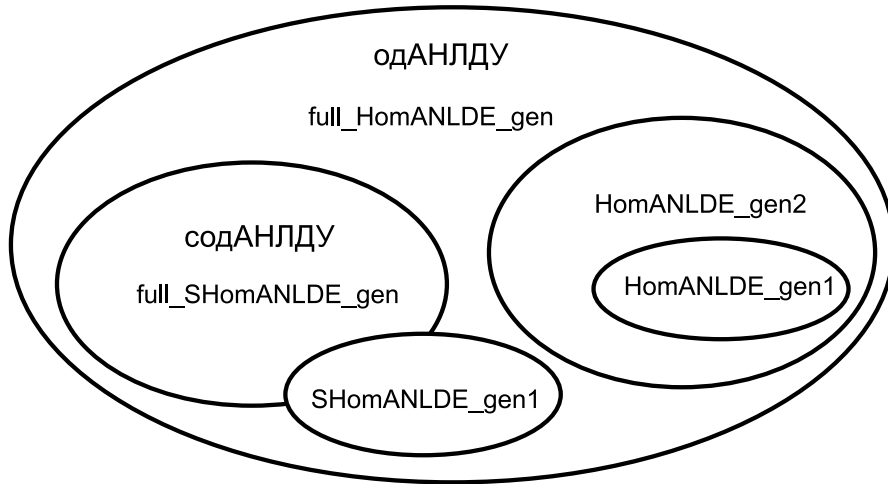 одАНЛДУ
full_HomANLDE_gen
HomANLDE_gen2
содАНЛДУ
HomANLDE_gen1
full_SHomANLDE_gen
SHomANLDE_gen1